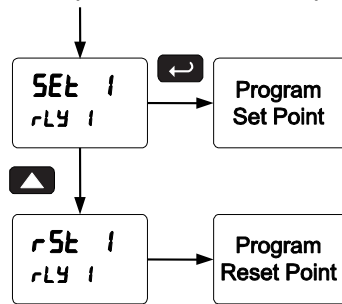 SEt 1
rLY 1
Program
Set Point
rSt 1
rLY 1
Program
Reset Point